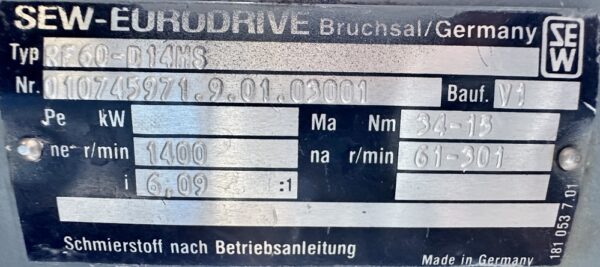 SEW-EURODRIVE Bruchsal/Germany SEW
Typ RF60-D14MS
Nr. 010745971.9.01.03001 Bauf. V1
Pe kW Ma Nm 34-15
ne r/min 1400 na r/min 61-301
i 6,09 :1
Schmierstoff nach Betriebsanleitung
Made in Germany
181 053 7.01